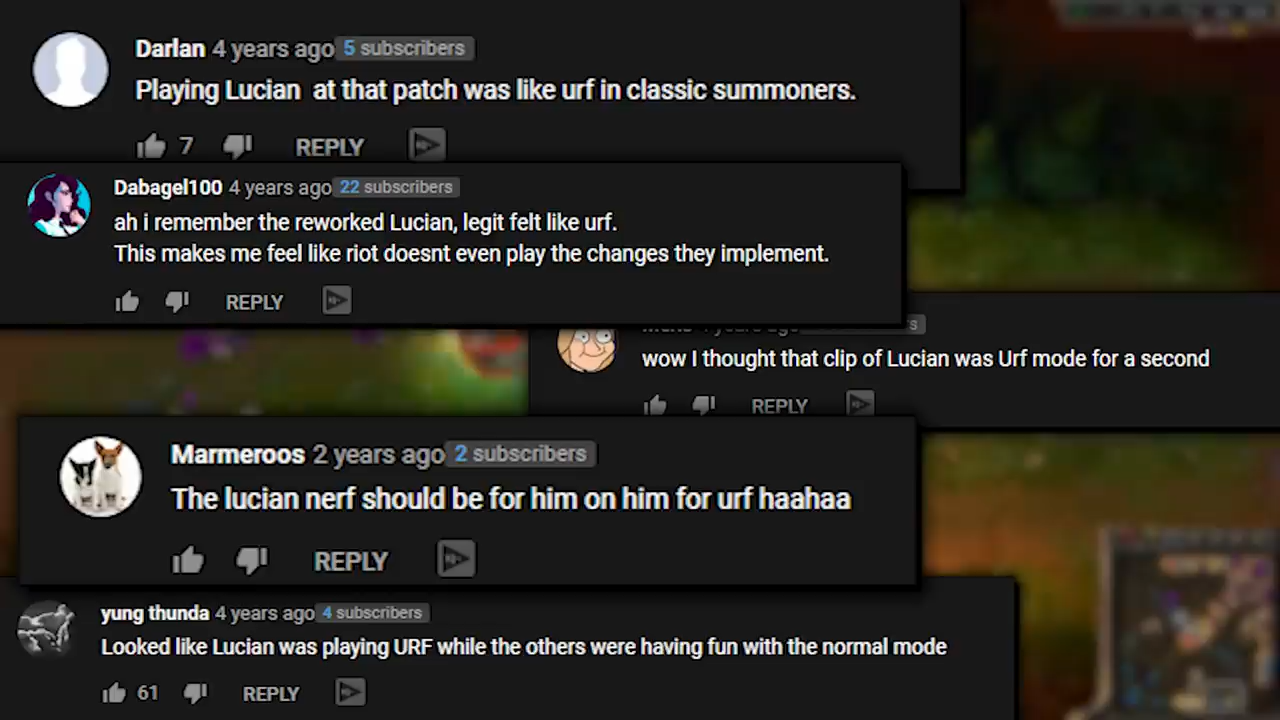 Darlan 4 years ago 5 subscribers
Playing Lucian at that patch was like urf in classic summoners.
7 REPLY
Dabagel100 4 years ago 22 subscribers
ah i remember the reworked Lucian, legit felt like urf.
This makes me feel like riot doesnt even play the changes they implement.
REPLY
wow I thought that clip of Lucian was Urf mode for a second
REPLY
Marmeroos 2 years ago 2 subscribers
The lucian nerf should be for him on him for urf haahaa
REPLY
yung thunda 4 years ago 4 subscribers
Looked like Lucian was playing URF while the others were having fun with the normal mode
61 REPLY